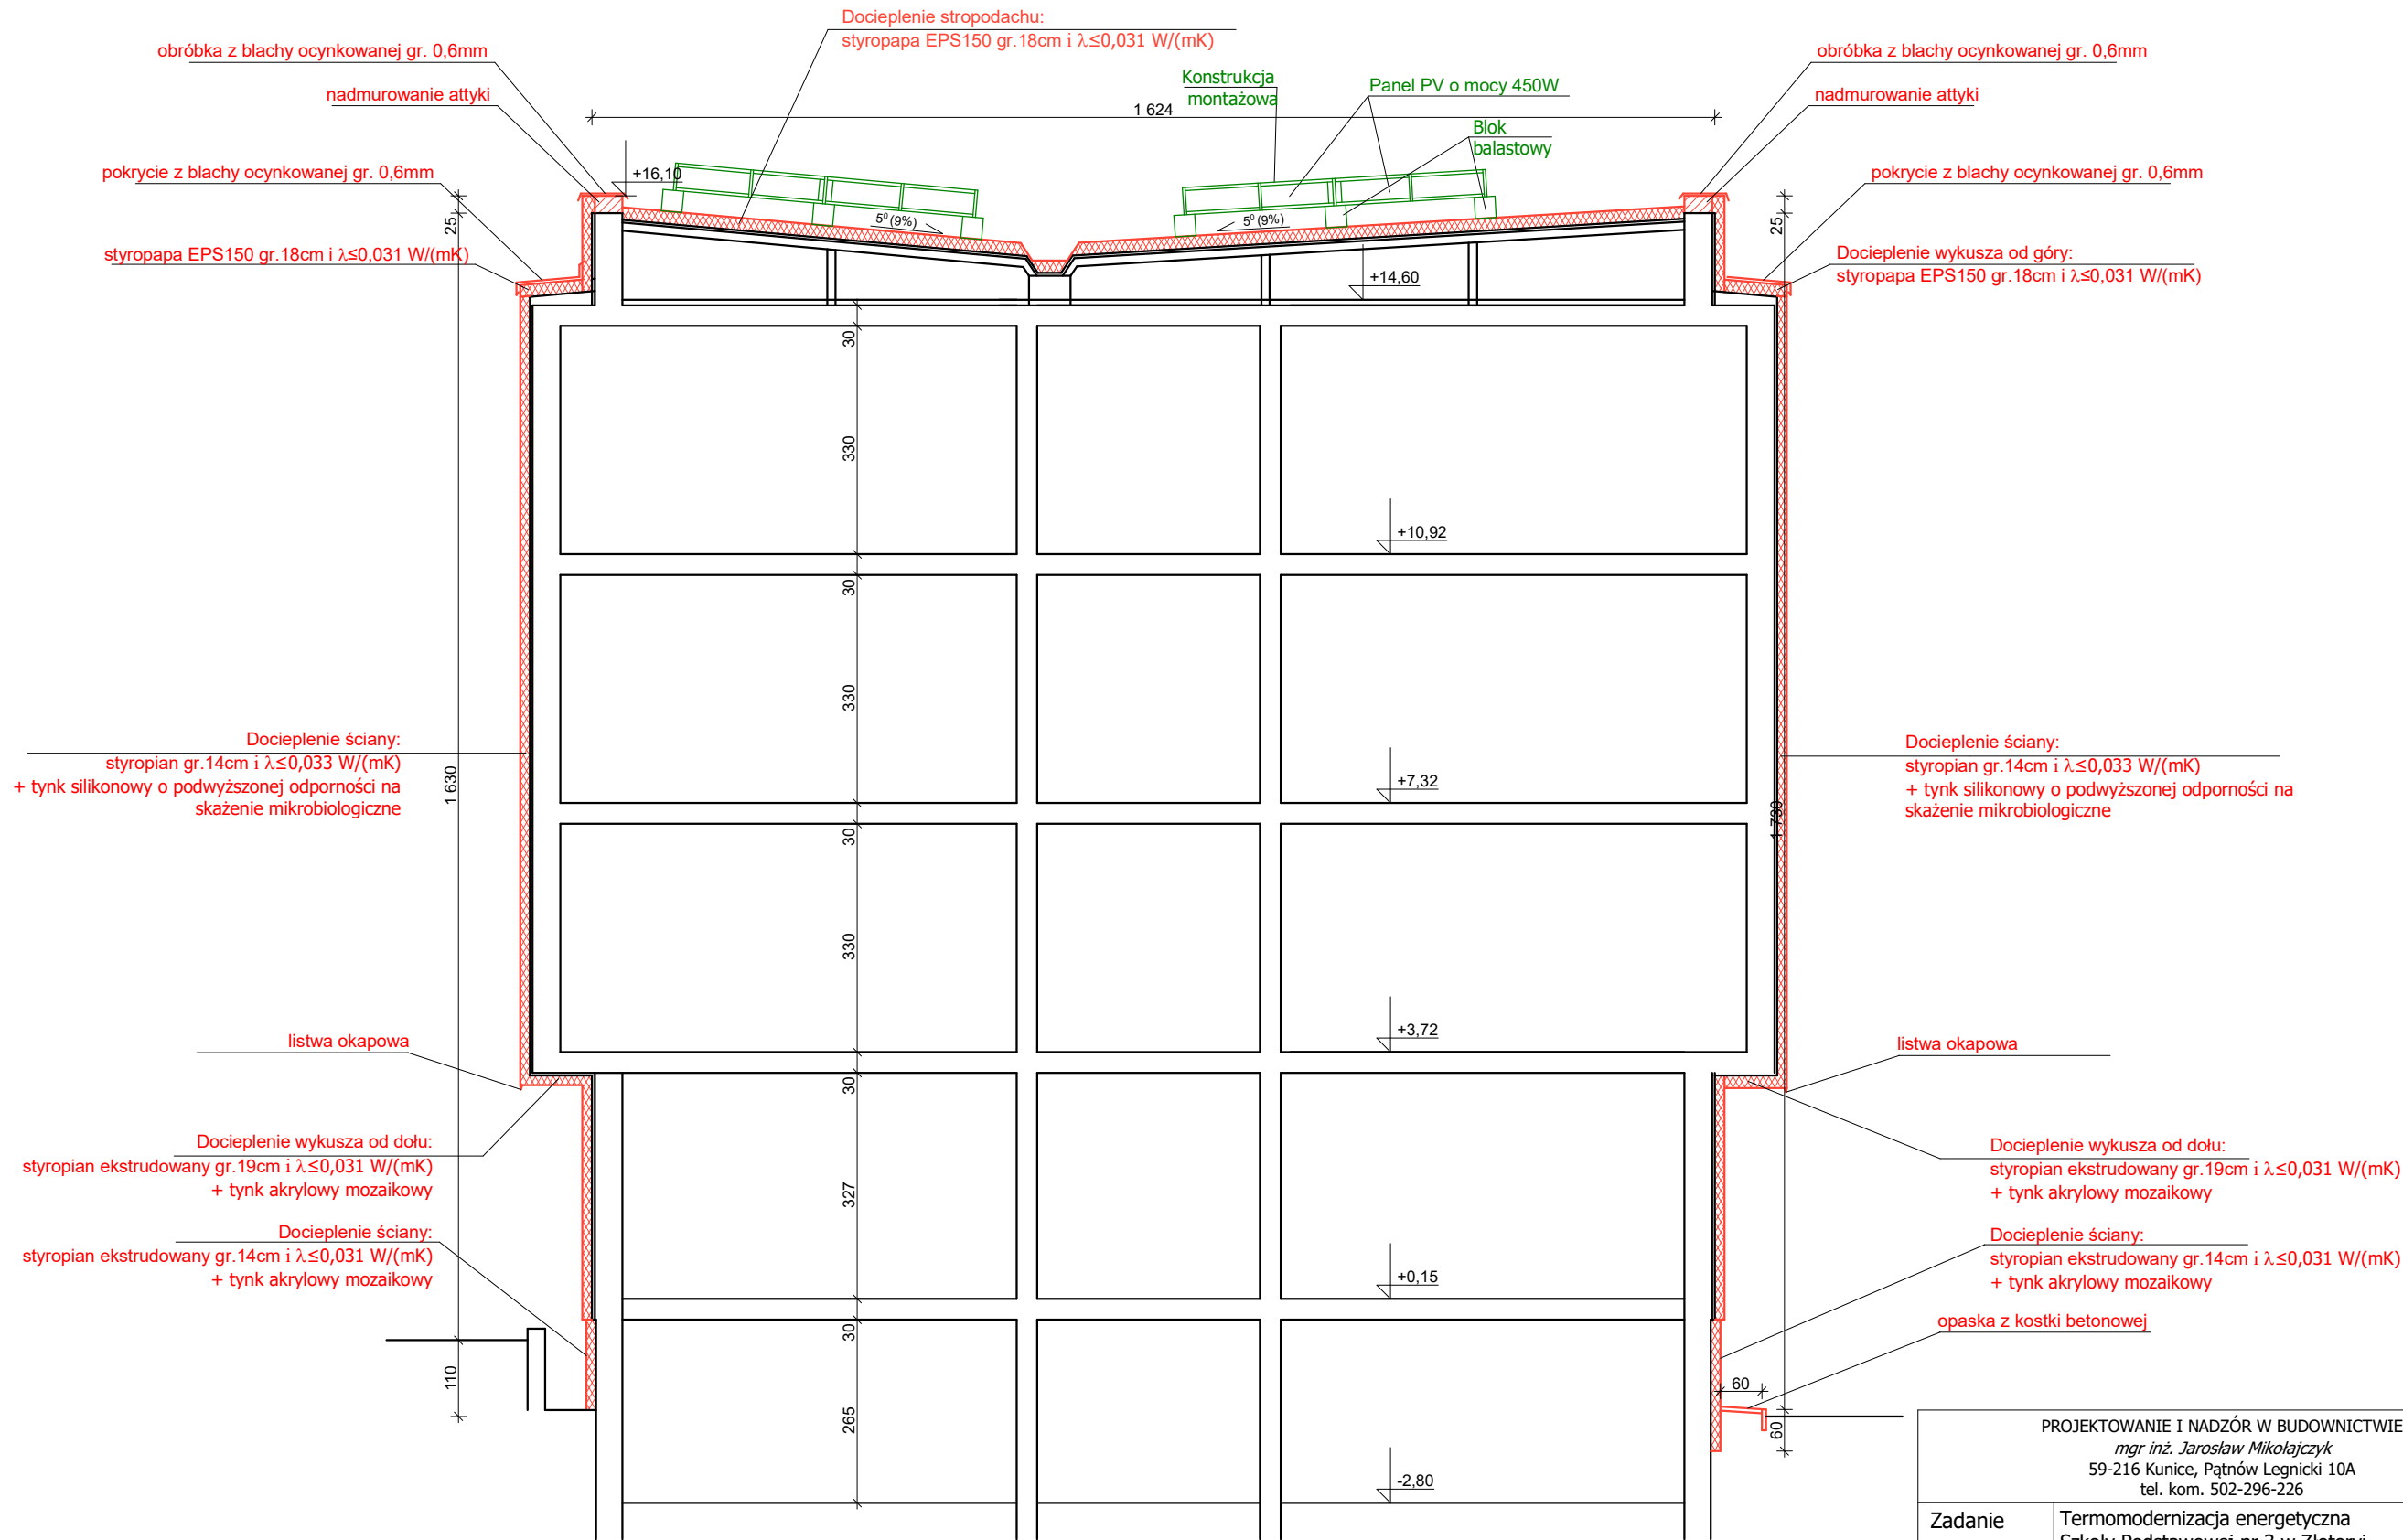 Docieplenie stropodachu:
styropapa EPS150 gr.18cm i λ≤0,031 W/(mK)
obróbka z blachy ocynkowanej gr. 0,6mm
nadmurowanie attyki
pokrycie z blachy ocynkowanej gr. 0,6mm
styropapa EPS150 gr.18cm i λ≤0,031 W/(mK)
Konstrukcja
montażowa
Panel PV o mocy 450W
Blok
balastowy
1 624
obróbka z blachy ocynkowanej gr. 0,6mm
nadmurowanie attyki
pokrycie z blachy ocynkowanej gr. 0,6mm
Docieplenie wykusza od góry:
styropapa EPS150 gr.18cm i λ≤0,031 W/(mK)
+16,10
5⁰ (9%)
5⁰ (9%)
25
25
+14,60
30
330
+10,92
30
330
+7,32
30
330
+3,72
30
327
+0,15
30
265
-2,80
1 630
110
1 730
60
60
Docieplenie ściany:
styropian gr.14cm i λ≤0,033 W/(mK)
+ tynk silikonowy o podwyższonej odporności na
skażenie mikrobiologiczne
listwa okapowa
Docieplenie wykusza od dołu:
styropian ekstrudowany gr.19cm i λ≤0,031 W/(mK)
+ tynk akrylowy mozaikowy
Docieplenie ściany:
styropian ekstrudowany gr.14cm i λ≤0,031 W/(mK)
+ tynk akrylowy mozaikowy
Docieplenie ściany:
styropian gr.14cm i λ≤0,033 W/(mK)
+ tynk silikonowy o podwyższonej odporności na
skażenie mikrobiologiczne
listwa okapowa
Docieplenie wykusza od dołu:
styropian ekstrudowany gr.19cm i λ≤0,031 W/(mK)
+ tynk akrylowy mozaikowy
Docieplenie ściany:
styropian ekstrudowany gr.14cm i λ≤0,031 W/(mK)
+ tynk akrylowy mozaikowy
opaska z kostki betonowej
PROJEKTOWANIE I NADZÓR W BUDOWNICTWIE
mgr inż. Jarosław Mikołajczyk
59-216 Kunice, Pątnów Legnicki 10A
tel. kom. 502-296-226
Zadanie
Termomodernizacja energetyczna